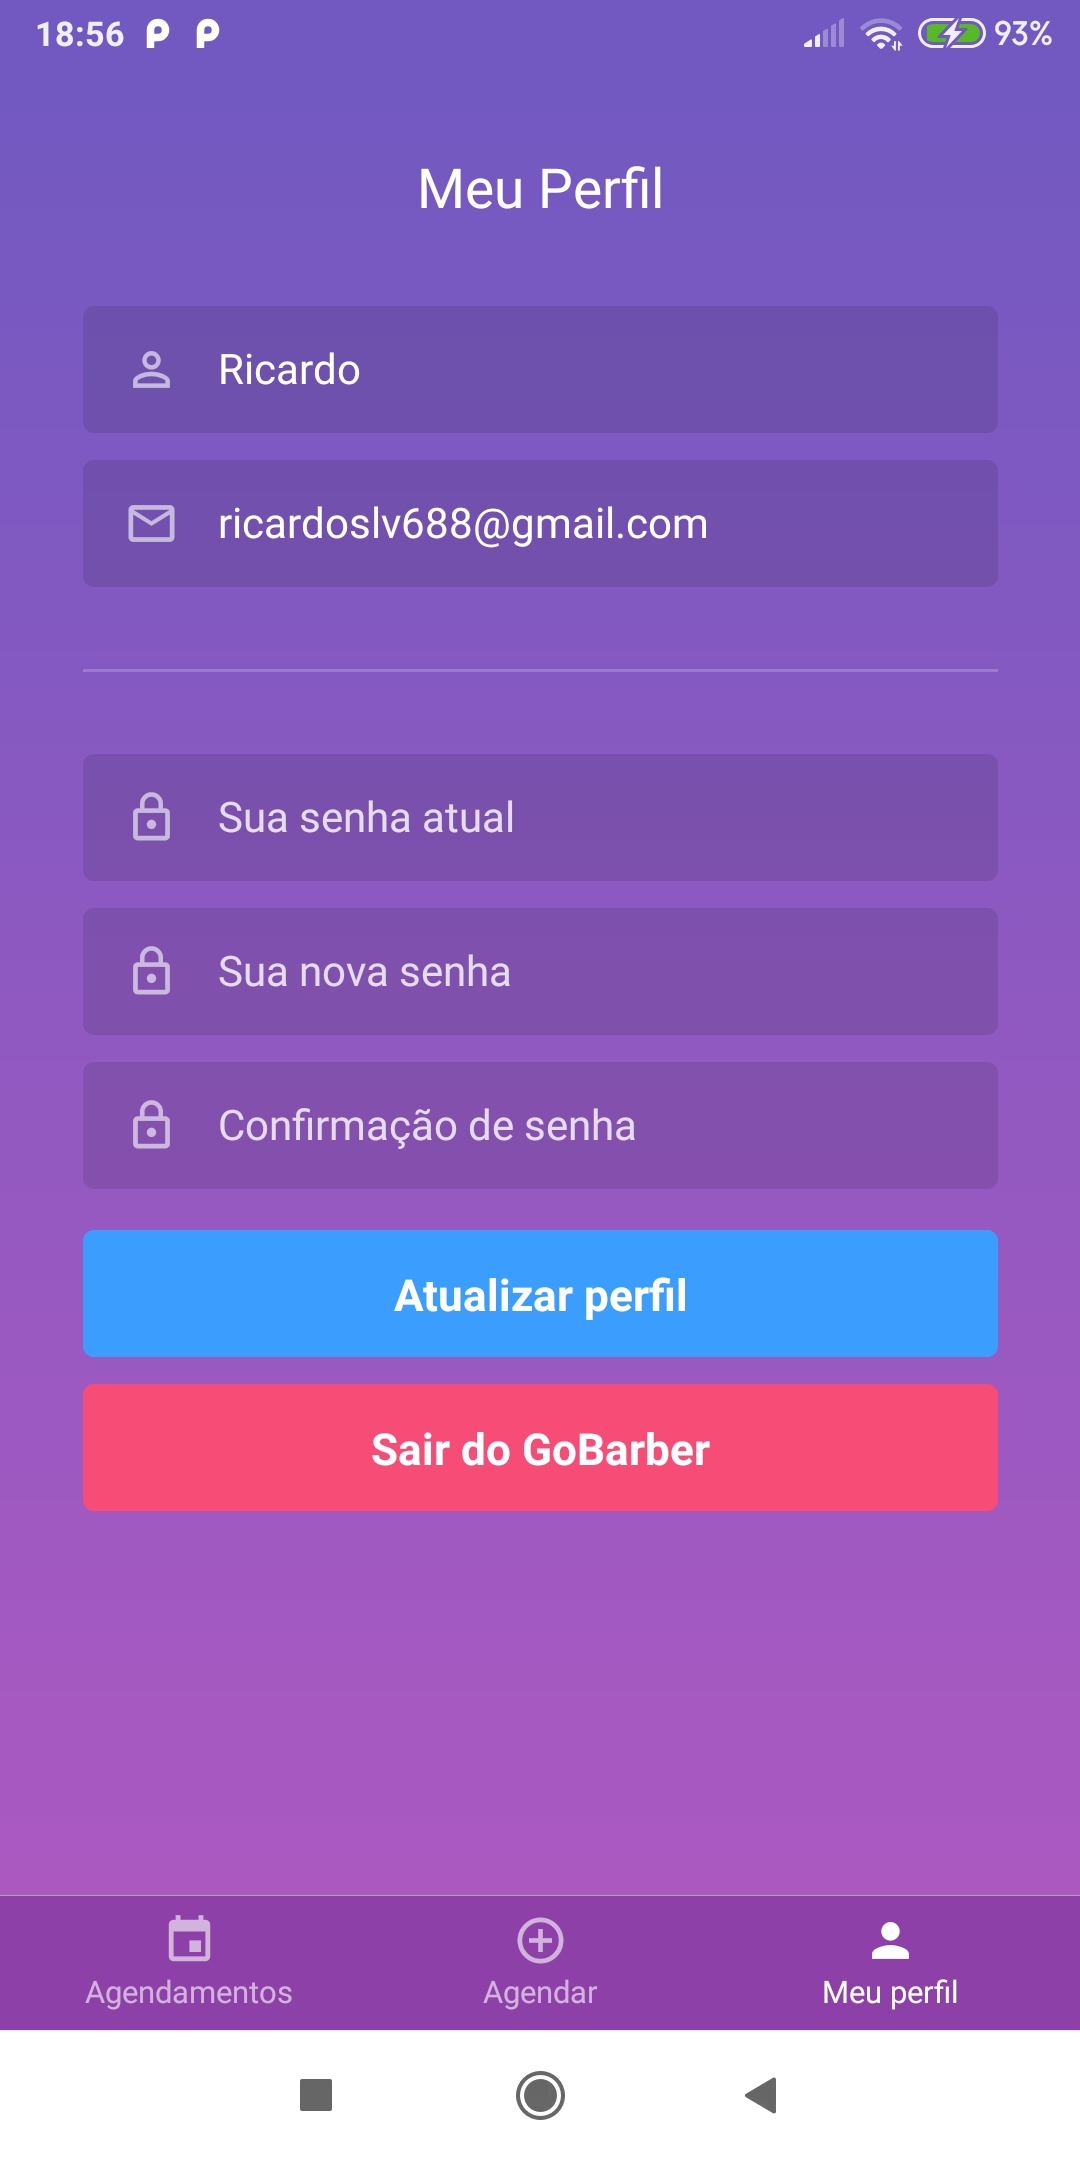 18:56 P P 93%
Meu Perfil
Ricardo
ricardoslv688@gmail.com
Sua senha atual
Sua nova senha
Confirmação de senha
Atualizar perfil
Sair do GoBarber
Agendamentos Agendar Meu perfil